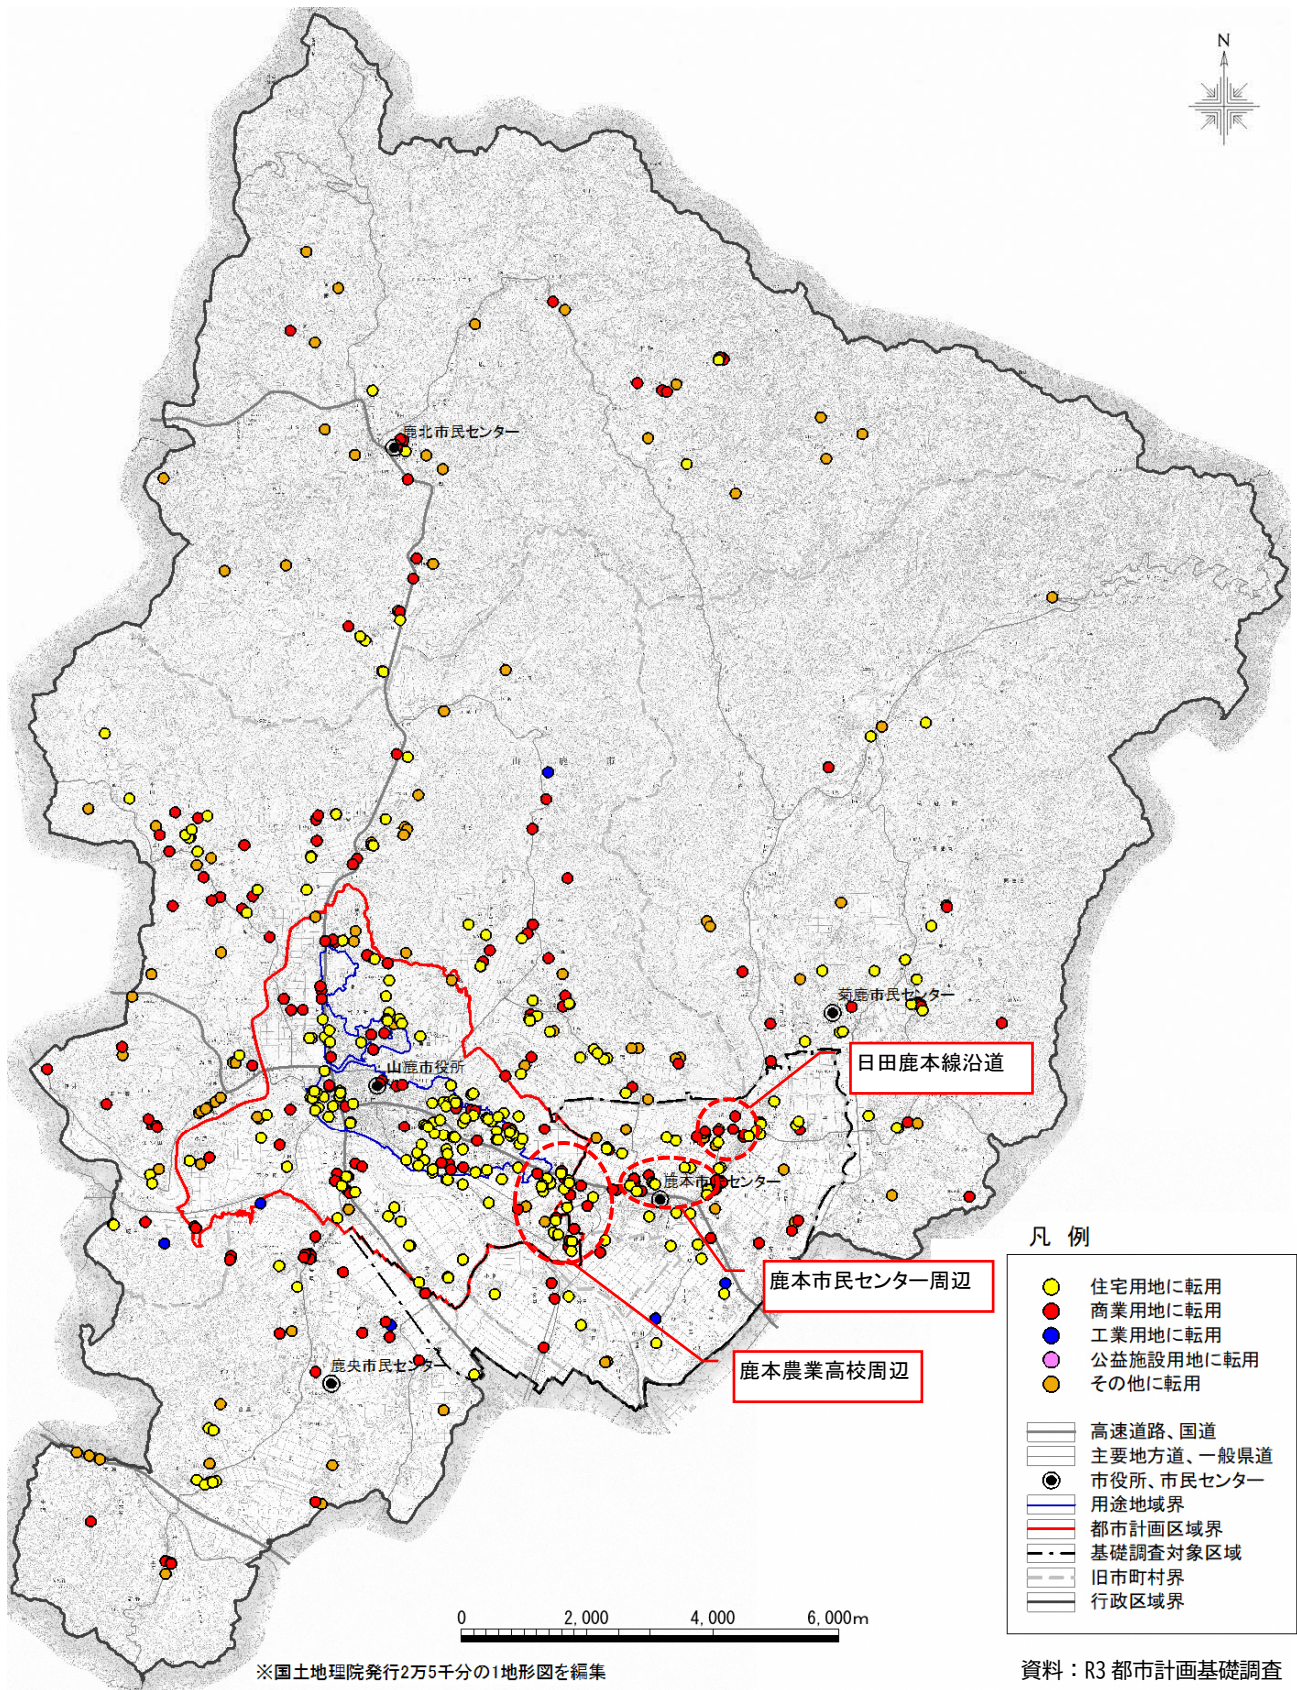 N
鹿北市民センター
山鹿市
菊鹿市民センター
日田鹿本線沿道
山鹿市役所
鹿本市民センター
鹿本市民センター周辺
鹿本農業高校周辺
鹿央市民センター
凡 例
住宅用地に転用
商業用地に転用
工業用地に転用
公益施設用地に転用
その他に転用
高速道路、国道
主要地方道、一般県道
市役所、市民センター
用途地域界
都市計画区域界
基礎調査対象区域
旧市町村界
行政区域界
0 2,000 4,000 6,000m
※国土地理院発行2万5千分の1地形図を編集
資料：R3 都市計画基礎調査